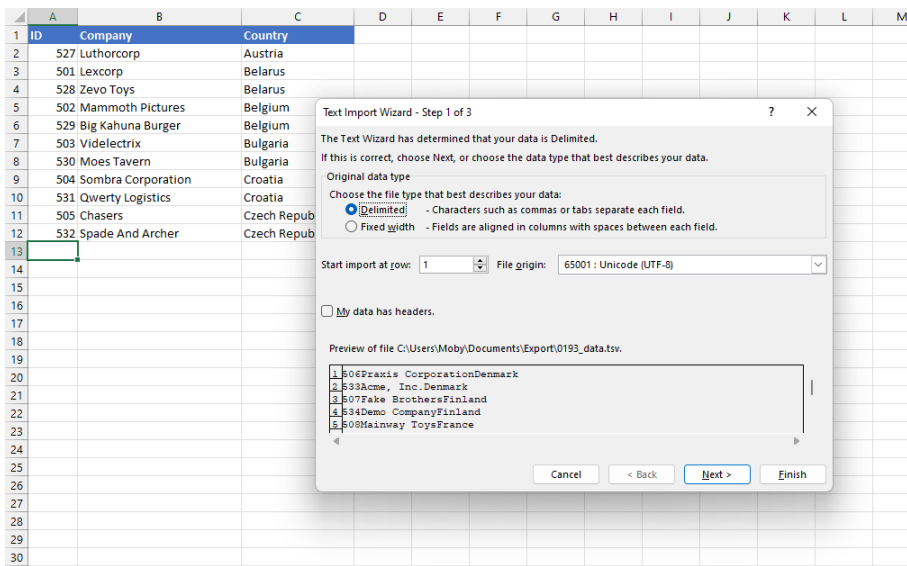 A B C D E F G H I J K L M
1 ID Company Country
2 527 Luthorcorp Austria
3 501 Lexcorp Belarus
4 528 Zevo Toys Belarus
5 502 Mammoth Pictures Belgium
6 529 Big Kahuna Burger Belgium
7 503 Videlectrix Bulgaria
8 530 Moes Tavern Bulgaria
9 504 Sombra Corporation Croatia
10 531 Qwerty Logistics Croatia
11 505 Chasers Czech Repub
12 532 Spade And Archer Czech Repub
13
14
15
16
17
18
19
20
21
22
23
24
25
26
27
28
29
30
Text Import Wizard - Step 1 of 3 ? ×
The Text Wizard has determined that your data is Delimited.
If this is correct, choose Next, or choose the data type that best describes your data.
Original data type
Choose the file type that best describes your data:
Delimited - Characters such as commas or tabs separate each field.
Fixed width - Fields are aligned in columns with spaces between each field.
Start import at row: 1 File origin: 65001 : Unicode (UTF-8)
My data has headers.
Preview of file C:\Users\Moby\Documents\Export\0193_data.tsv.
1 506Praxis CorporationDenmark
2 533Acme, Inc.Denmark
3 507Fake BrothersFinland
4 534Demo CompanyFinland
5 508Mainway ToysFrance
Cancel < Back Next > Finish